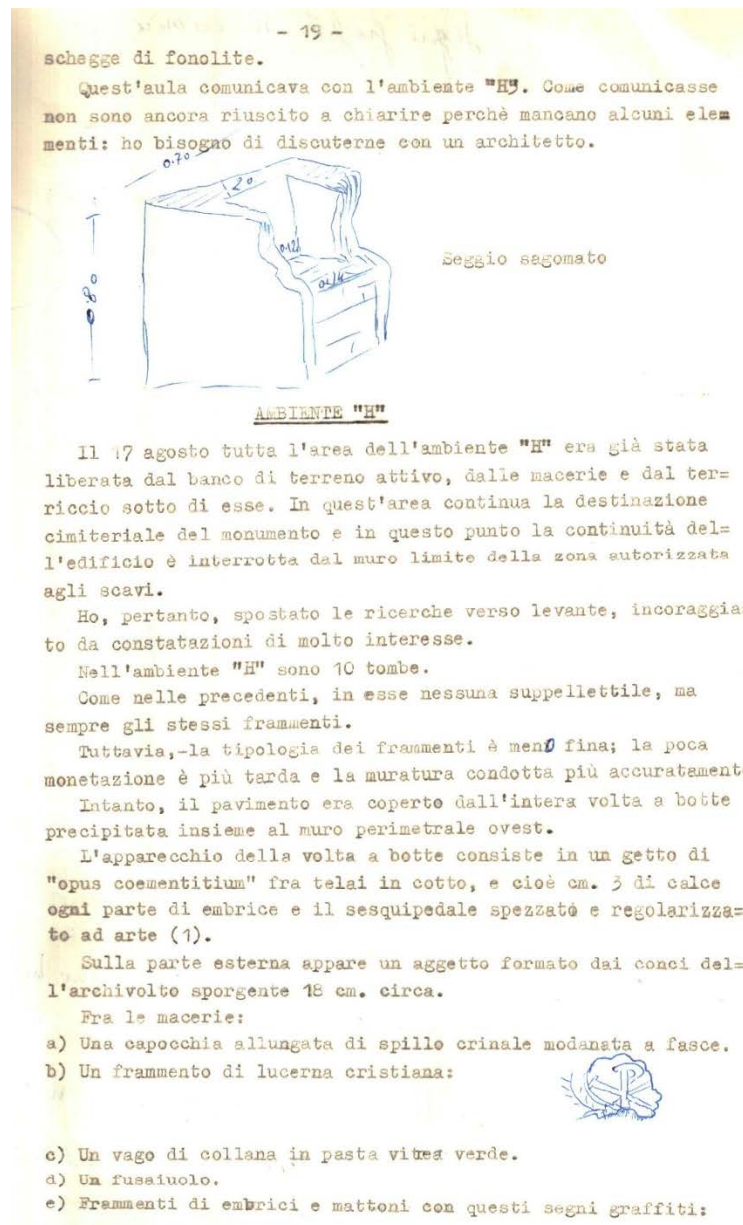 - 19 -
schegge di fonolite.
Quest'aula comunicava con l'ambiente "H". Come comunicasse
non sono ancora riuscito a chiarire perchè mancano alcuni ele=
menti: ho bisogno di discuterne con un architetto.
0.70
20
0.12
0.14
0.80
Seggio sagomato
AMBIENTE "H"
Il 17 agosto tutta l'area dell'ambiente "H" era già stata
liberata dal banco di terreno attivo, dalle macerie e dal ter=
riccio sotto di esse. In quest'area continua la destinazione
cimiteriale del monumento e in questo punto la continuità del=
l'edificio è interrotta dal muro limite della zona autorizzata
agli scavi.
Ho, pertanto, spostato le ricerche verso levante, incoraggia=
to da constatazioni di molto interesse.
Nell'ambiente "H" sono 10 tombe.
Come nelle precedenti, in esse nessuna suppellettile, ma
sempre gli stessi frammenti.
Tuttavia,-la tipologia dei frammenti è meno fina; la poca
monetazione è più tarda e la muratura condotta più accuratament
Intanto, il pavimento era coperto dall'intera volta a botte
precipitata insieme al muro perimetrale ovest.
L'apparecchio della volta a botte consiste in un getto di
"opus coementitium" fra telai in cotto, e cioè cm. 3 di calce
ogni parte di embrice e il sesquipedale spezzato e regolarizza=
to ad arte (1).
Sulla parte esterna appare un aggetto formato dai conci del=
l'archivolto sporgente 18 cm. circa.
Fra le macerie:
a) Una capocchia allungata di spillo crinale modanata a fasce.
b) Un frammento di lucerna cristiana:
c) Un vago di collana in pasta vitrea verde.
d) Un fusaiuolo.
e) Frammenti di embrici e mattoni con questi segni graffiti: